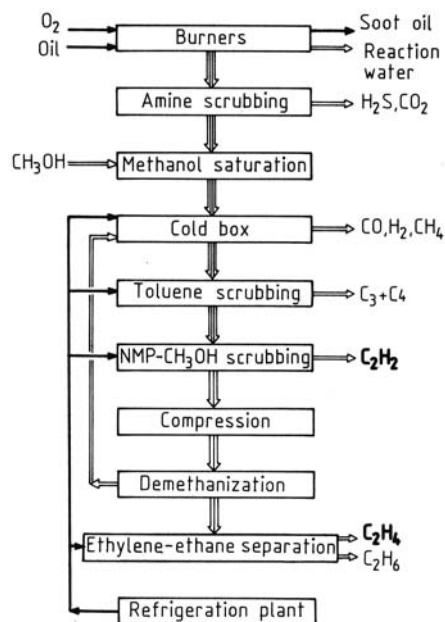 O₂
Oil
Burners
Soot oil
Reaction
water
Amine scrubbing
H₂S,CO₂
CH₃OH
Methanol saturation
Cold box
CO,H₂,CH₄
Toluene scrubbing
C₃+C4
NMP-CH₃OH scrubbing
C₂H₂
Compression
Demethanization
Ethylene-ethane separation
C₂H₄
C₂H₆
Refrigeration plant